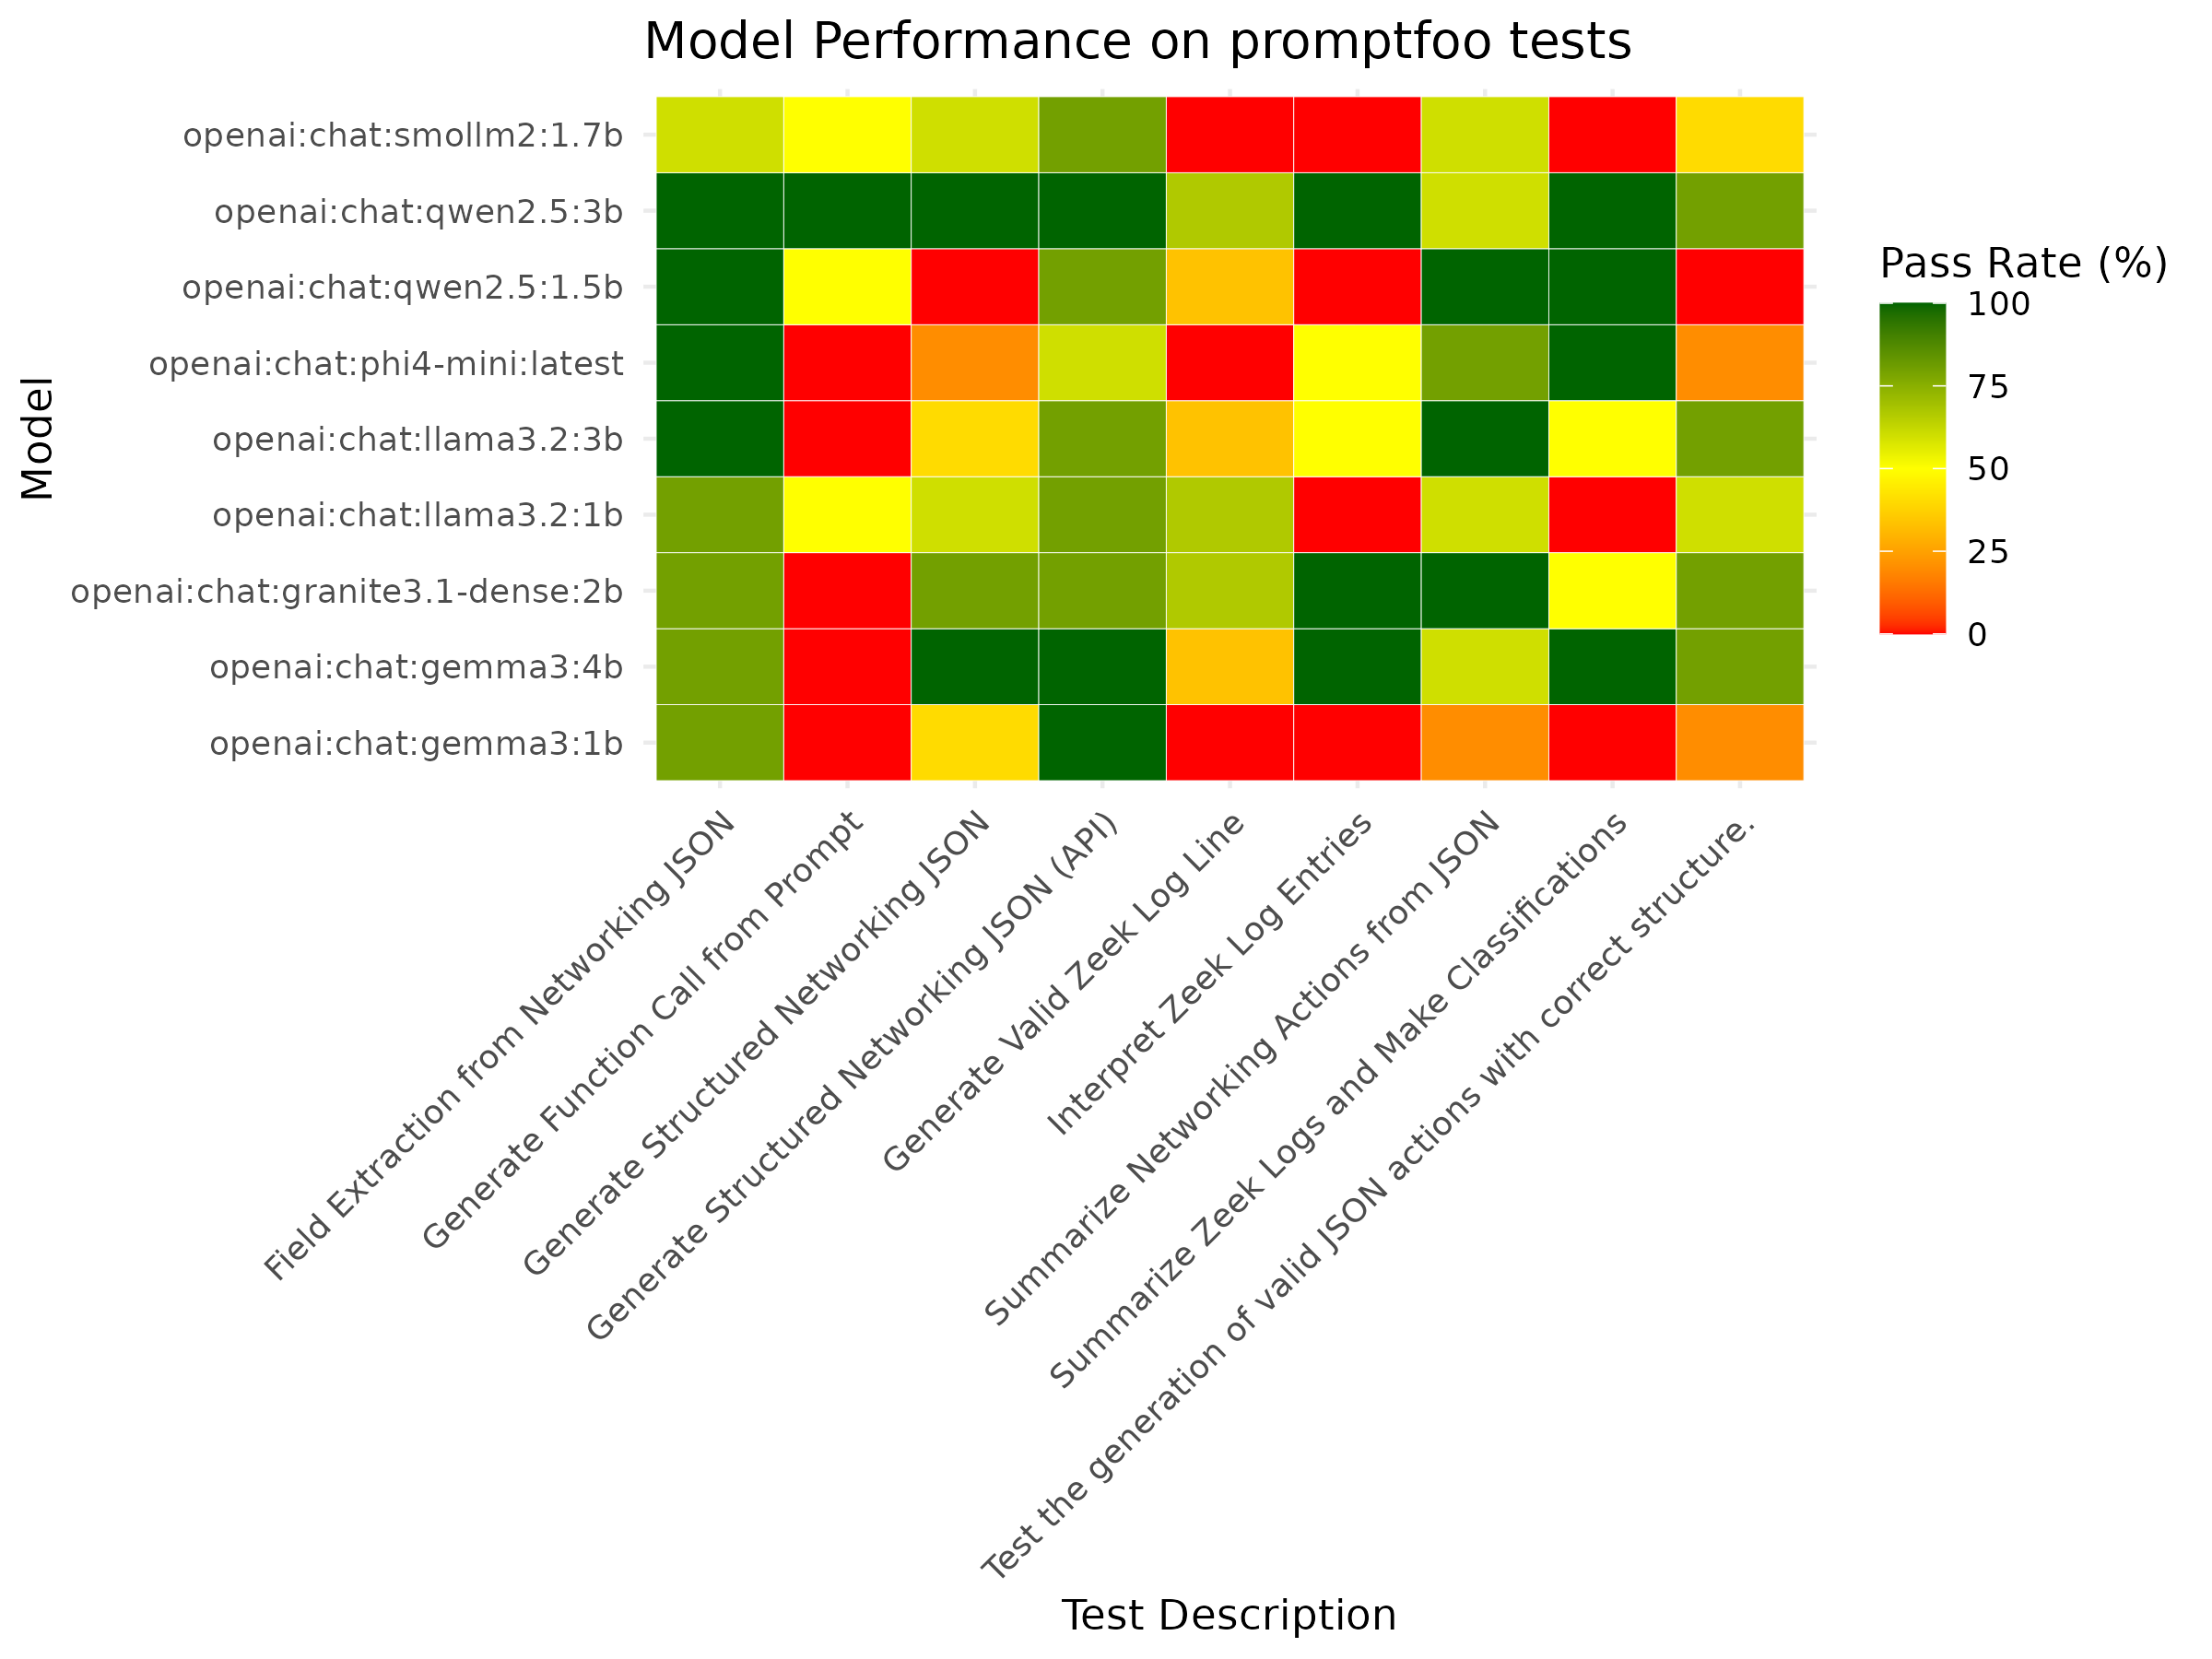 Model Performance on promptfoo tests
Model
openai:chat:smollm2:1.7b
openai:chat:qwen2.5:3b
openai:chat:qwen2.5:1.5b
openai:chat:phi4-mini:latest
openai:chat:llama3.2:3b
openai:chat:llama3.2:1b
openai:chat:granite3.1-dense:2b
openai:chat:gemma3:4b
openai:chat:gemma3:1b
Pass Rate (%)
100
75
50
25
0
Field Extraction from Networking JSON
Generate Function Call from Prompt
Generate Structured Networking JSON
Generate Structured Networking JSON (API)
Generate Valid Zeek Log Line
Interpret Zeek Log Entries
Summarize Networking Actions from JSON
Summarize Zeek Logs and Make Classifications
Test the generation of valid JSON actions with correct structure.
Test Description